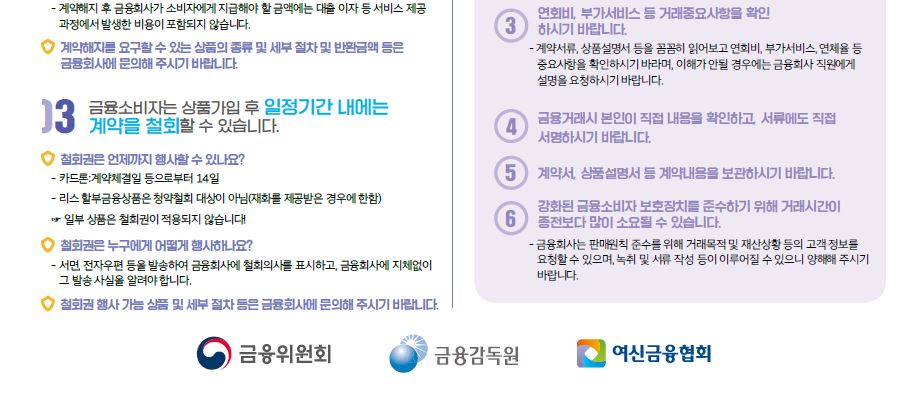 - 계약해지 후 금융회사가 소비자에게 지급해야 할 금액에는 대출 이자 등 서비스 제공
과정에서 발생한 비용이 포함되지 않습니다.
계약해지를 요구할 수 있는 상품의 종류 및 세부 절차 및 반환금액 등은
금융회사에 문의해 주시기 바랍니다.
03 금융소비자는 상품가입 후 일정기간 내에는
계약을 철회할 수 있습니다.
철회권은 언제까지 행사할 수 있나요?
- 카드론:계약체결일 등으로부터 14일
- 리스 할부금융상품은 청약철회 대상이 아님(재화를 제공받은 경우에 한함)
☞ 일부 상품은 철회권이 적용되지 않습니다!
철회권은 누구에게 어떻게 행사하나요?
- 서면, 전자우편 등을 발송하여 금융회사에 철회의사를 표시하고, 금융회사에 지체없이
그 발송 사실을 알려야 합니다.
철회권 행사 가능 상품 및 세부 절차 등은 금융회사에 문의해 주시기 바랍니다.
3 연회비, 부가서비스 등 거래중요사항을 확인
하시기 바랍니다.
- 계약서류, 상품설명서 등을 꼼꼼히 읽어보고 연회비, 부가서비스, 연체율 등
중요사항을 확인하시기 바라며, 이해가 안될 경우에는 금융회사 직원에게
설명을 요청하시기 바랍니다.
4 금융거래시 본인이 직접 내용을 확인하고, 서류에도 직접
서명하시기 바랍니다.
5 계약서, 상품설명서 등 계약내용을 보관하시기 바랍니다.
6 강화된 금융소비자 보호장치를 준수하기 위해 거래시간이
종전보다 많이 소요될 수 있습니다.
- 금융회사는 판매원칙 준수를 위해 거래목적 및 재산상황 등의 고객 정보를
요청할 수 있으며, 녹취 및 서류 작성 등이 이루어질 수 있으니 양해해 주시기
바랍니다.
금융위원회
금융감독원
여신금융협회